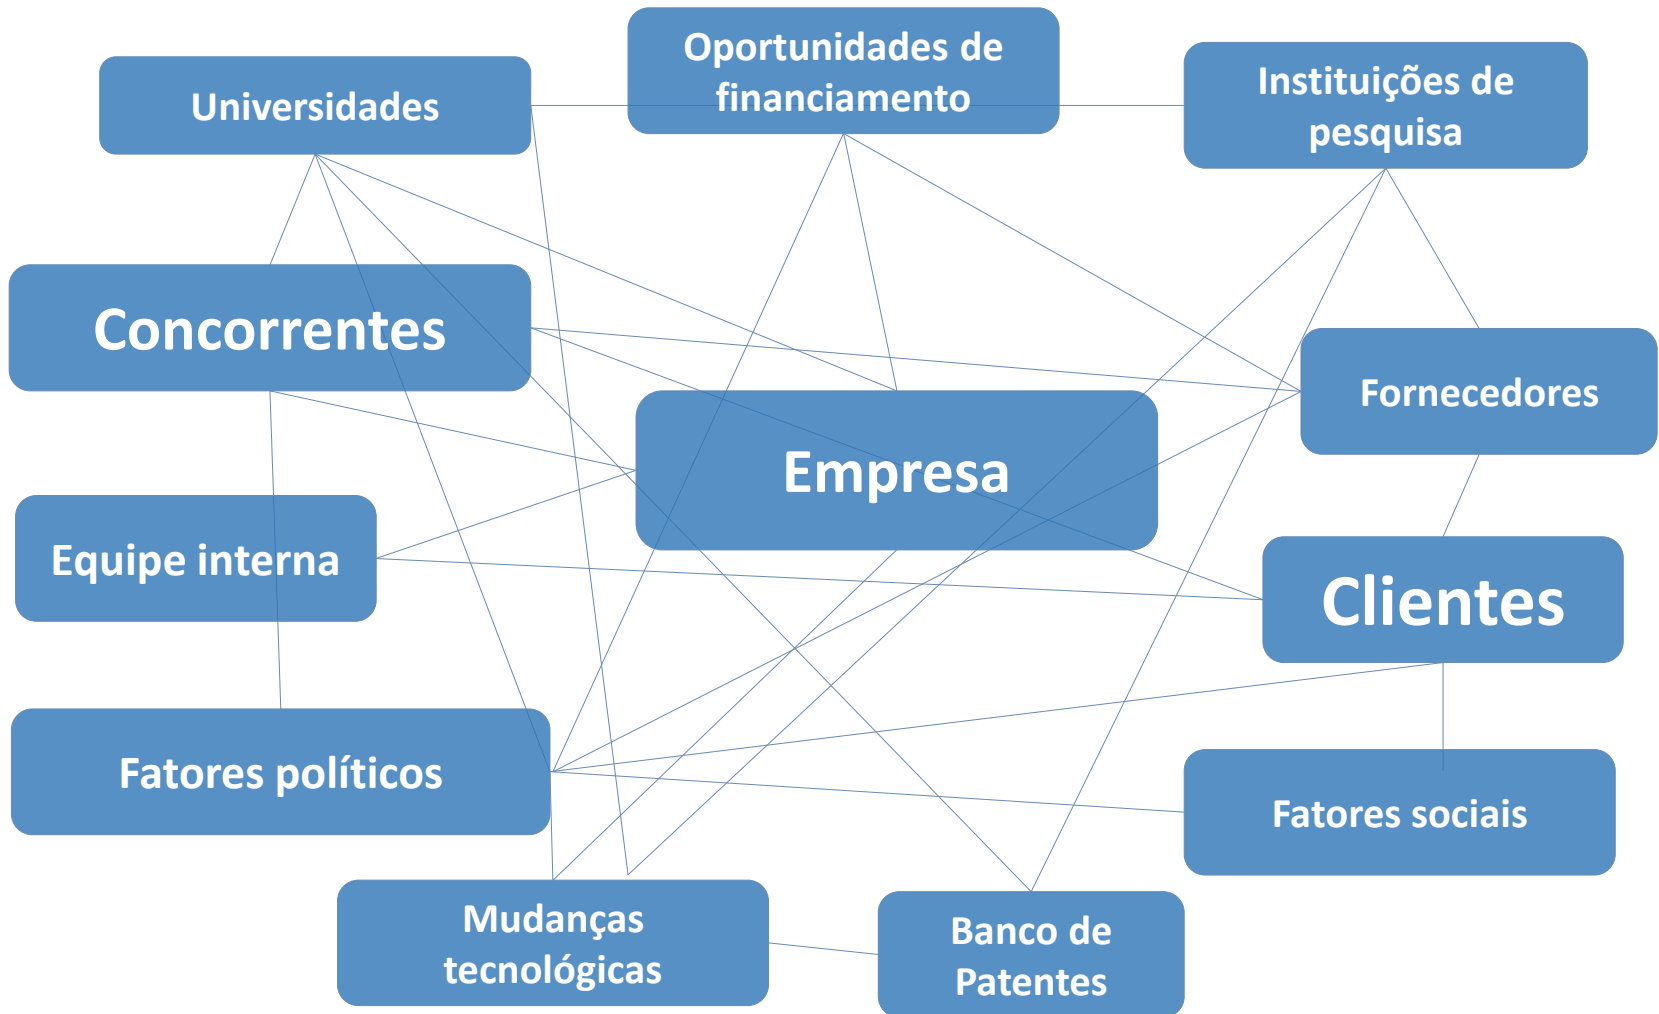 Oportunidades de
financiamento
Universidades
Instituições de
pesquisa
Concorrentes
Fornecedores
Empresa
Equipe interna
Clientes
Fatores políticos
Fatores sociais
Mudanças
tecnológicas
Banco de
Patentes